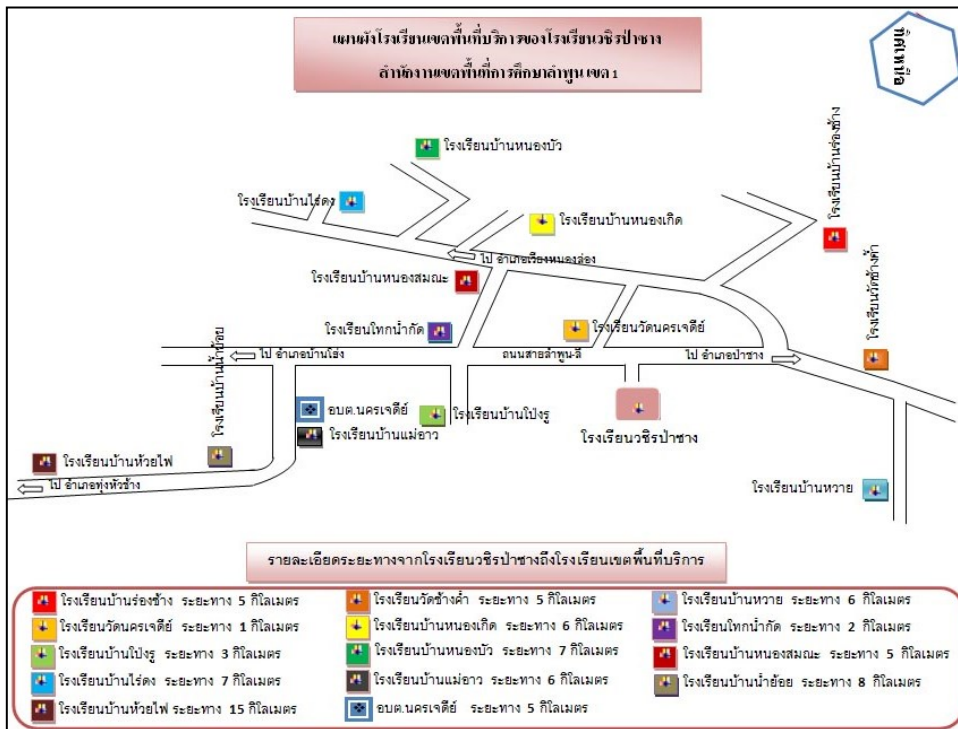 แผนผังโรงเรียนเขตพื้นที่บริการของโรงเรียนวชิรป่าซาง
สำนักงานเขตพื้นที่การศึกษาลำพูน เขต 1
ทิศเหนือ
โรงเรียนบ้านหนองบัว
โรงเรียนบ้านร่องช้าง
โรงเรียนบ้านไร่ดง
โรงเรียนบ้านหนองเกิด
ไป อำเภอเวียงหนองล่อง
โรงเรียนบ้านหนองสมณะ
โรงเรียนวัดช้างค้ำ
โรงเรียนโทกน้ำกัด
โรงเรียนวัดนครเจดีย์
โรงเรียนบ้านน้ำย้อย
ไป อำเภอบ้านโฮ่ง
ถนนสายลำพูน-ลี้
ไป อำเภอป่าซาง
อบต.นครเจดีย์
โรงเรียนบ้านโป่งรู
โรงเรียนบ้านแม่อาว
โรงเรียนวชิรป่าซาง
โรงเรียนบ้านห้วยไฟ
ไป อำเภอทุ่งหัวช้าง
โรงเรียนบ้านหวาย
รายละเอียดระยะทางจากโรงเรียนวชิรป่าซางถึงโรงเรียนเขตพื้นที่บริการ
โรงเรียนบ้านร่องช้าง ระยะทาง 5 กิโลเมตร
โรงเรียนวัดช้างค้ำ ระยะทาง 5 กิโลเมตร
โรงเรียนบ้านหวาย ระยะทาง 6 กิโลเมตร
โรงเรียนวัดนครเจดีย์ ระยะทาง 1 กิโลเมตร
โรงเรียนบ้านหนองเกิด ระยะทาง 6 กิโลเมตร
โรงเรียนโทกน้ำกัด ระยะทาง 2 กิโลเมตร
โรงเรียนบ้านโป่งรู ระยะทาง 3 กิโลเมตร
โรงเรียนบ้านหนองบัว ระยะทาง 7 กิโลเมตร
โรงเรียนบ้านหนองสมณะ ระยะทาง 5 กิโลเมตร
โรงเรียนบ้านไร่ดง ระยะทาง 7 กิโลเมตร
โรงเรียนบ้านแม่อาว ระยะทาง 6 กิโลเมตร
โรงเรียนบ้านน้ำย้อย ระยะทาง 8 กิโลเมตร
โรงเรียนบ้านห้วยไฟ ระยะทาง 15 กิโลเมตร
อบต.นครเจดีย์ ระยะทาง 5 กิโลเมตร